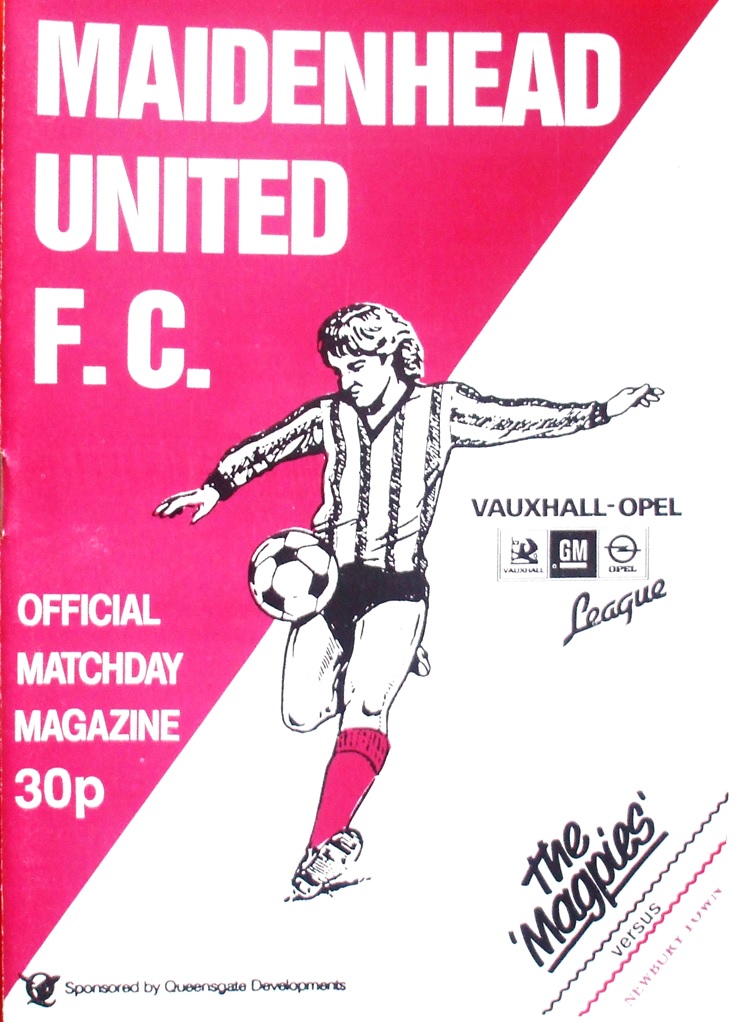 MAIDENHEAD
UNITED
F.C.
VAUXHALL-OPEL
VAUXHALL
GM
OPEL
League
OFFICIAL
MATCHDAY
MAGAZINE
30p
the
'Magpies'
versus
NEWBURY TOWN
Sponsored by Queensgate Developments